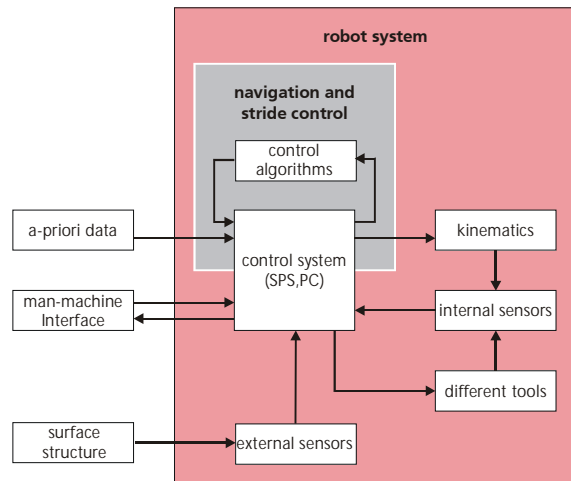 robot system
navigation and
stride control
control
algorithms
a-priori data
control system
(SPS,PC)
kinematics
man-machine
Interface
internal sensors
different tools
surface
structure
external sensors